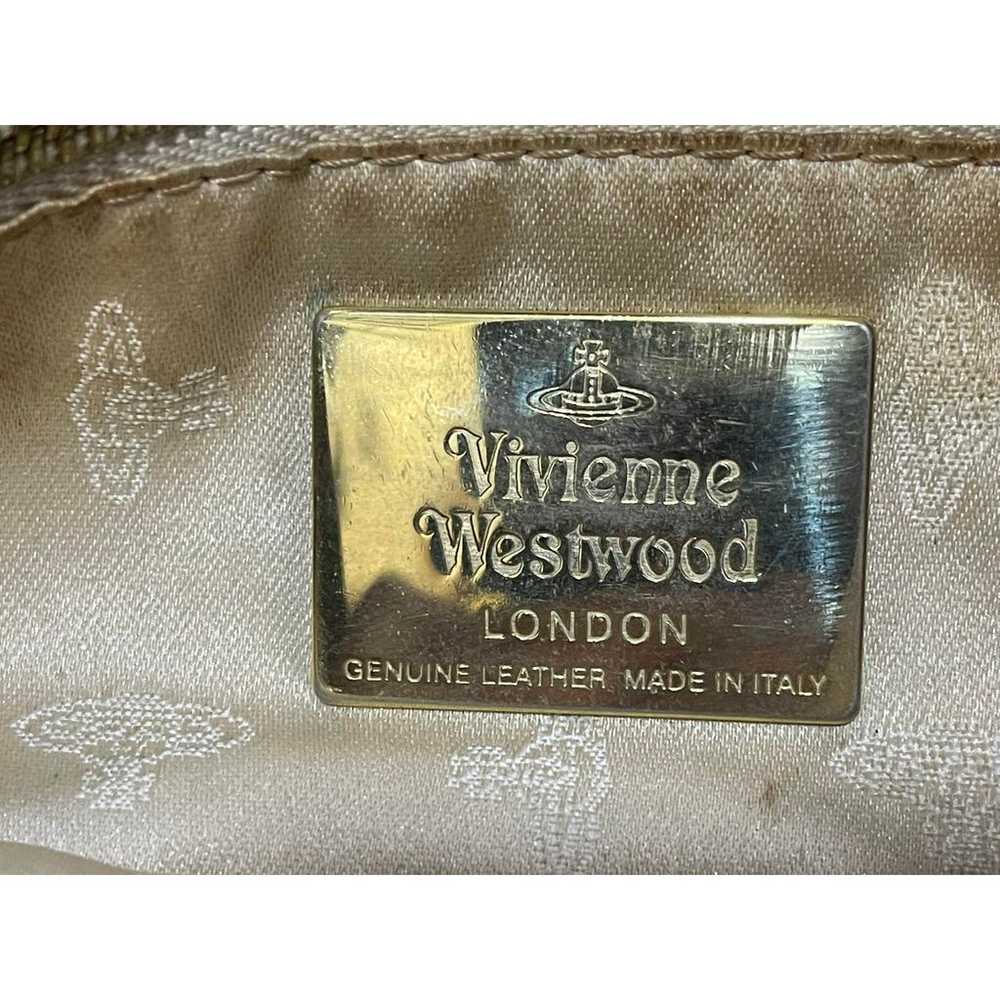 Vivienne
Westwood
LONDON
GENUINE LEATHER MADE IN ITALY